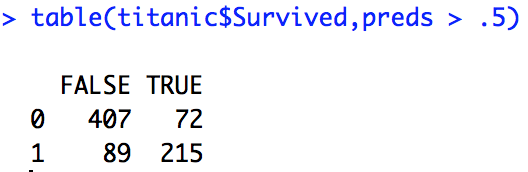 > table(titanic$Survived,preds > .5)
FALSE TRUE
0 407 72
1 89 215